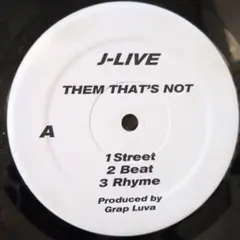 J-LIVE
THEM THAT'S NOT
A
1 Street
2 Beat
3 Rhyme
Produced by
Grap Luva